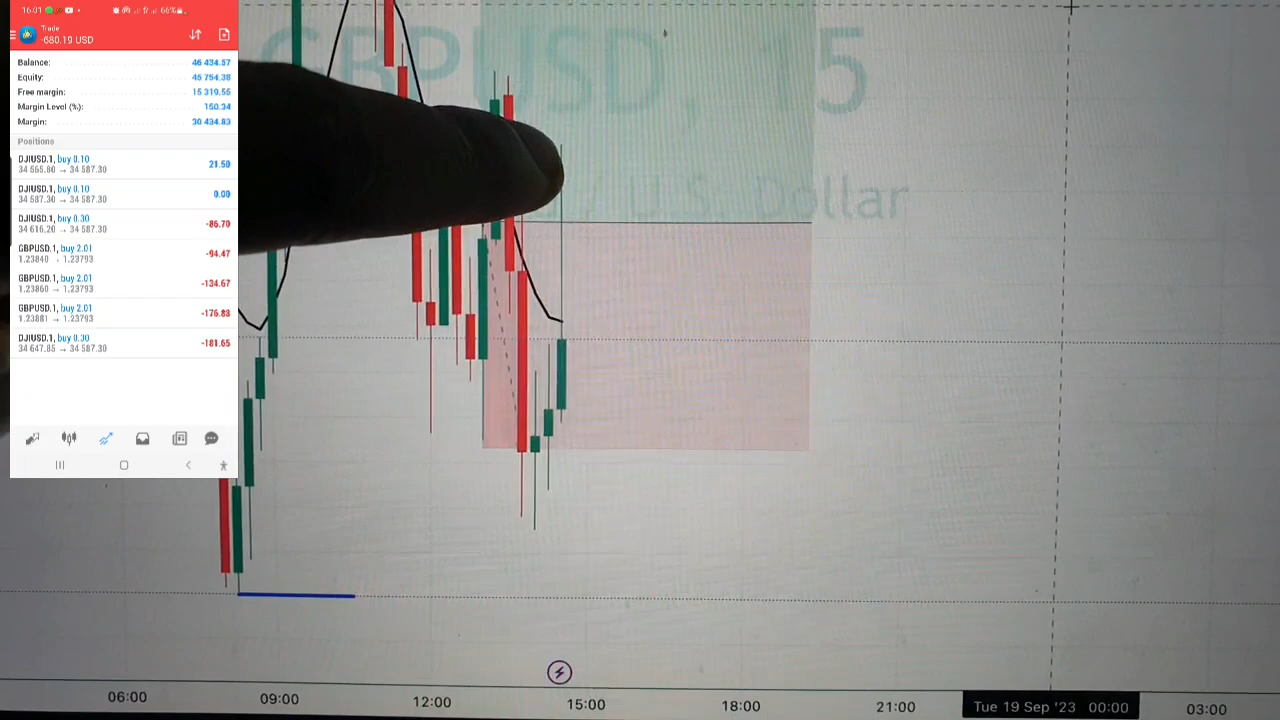 16:01
66%
Trade
-680.19 USD
Balance: 46 434.57
Equity: 45 754.38
Free margin: 15 319.55
Margin Level (%): 150.34
Margin: 30 434.83
Positions
DJIUSD.1, buy 0.10
34 565.80 → 34 587.30
21.50
DJIUSD.1, buy 0.10
34 587.30 → 34 587.30
0.00
DJIUSD.1, buy 0.30
34 616.20 → 34 587.30
-86.70
GBPUSD.1, buy 2.01
1.23840 → 1.23793
-94.47
GBPUSD.1, buy 2.01
1.23860 → 1.23793
-134.67
GBPUSD.1, buy 2.01
1.23881 → 1.23793
-176.88
DJIUSD.1, buy 0.30
34 647.85 → 34 587.30
-181.65
GBPUSD, 5
U.S. Dollar
06:00 09:00 12:00 15:00 18:00 21:00 Tue 19 Sep '23 00:00 03:00